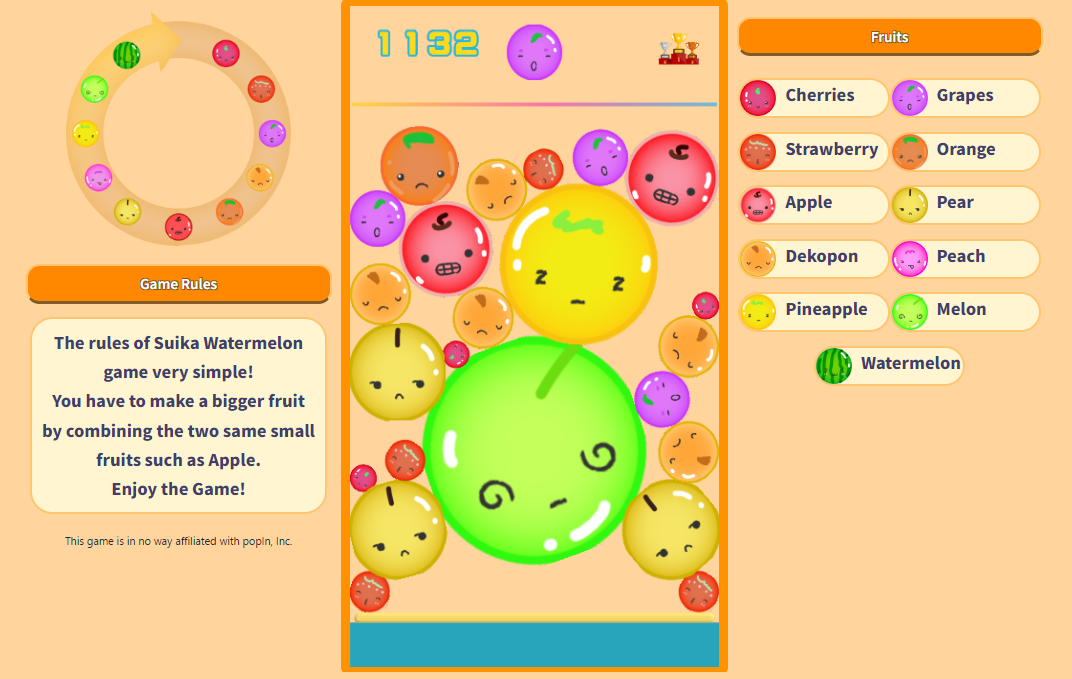 1132
Game Rules
The rules of Suika Watermelon
game very simple!
You have to make a bigger fruit
by combining the two same small
fruits such as Apple.
Enjoy the Game!
This game is in no way affiliated with popIn, Inc.
Fruits
Cherries
Grapes
Strawberry
Orange
Apple
Pear
Dekopon
Peach
Pineapple
Melon
Watermelon